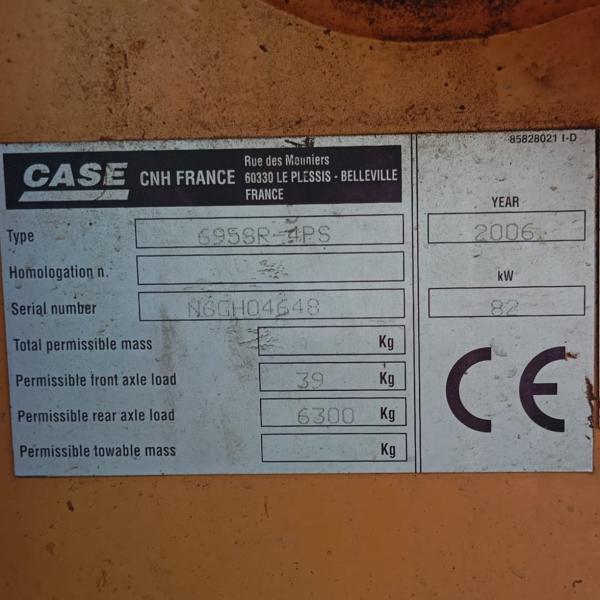 85828021 I-D
CASE CNH FRANCE
Rue des Meuniers
60330 LE PLESSIS - BELLEVILLE
FRANCE
Type 695SR-4PS
Homologation n.
Serial number N6GH04648
Total permissible mass Kg
Permissible front axle load 39 Kg
Permissible rear axle load 6300 Kg
Permissible towable mass Kg
YEAR
2006
kW
82
CE